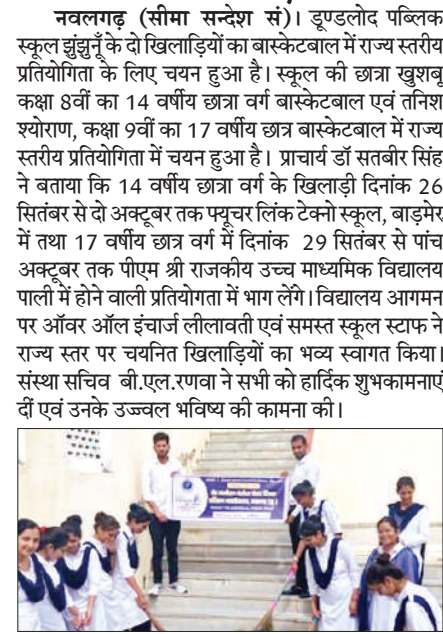 नवलगढ़ (सीमा सन्देश सं)। डूण्डलोद पब्लिक
स्कूल झुंझुनूँ के दो खिलाड़ियों का बास्केटबाल में राज्य स्तरीय
प्रतियोगिता के लिए चयन हुआ है। स्कूल की छात्रा खुशबू
कक्षा 8वीं का 14 वर्षीय छात्रा वर्ग बास्केटबाल एवं तनिश
श्योराण, कक्षा 9वीं का 17 वर्षीय छात्र बास्केटबाल में राज्य
स्तरीय प्रतियोगिता में चयन हुआ है। प्राचार्य डॉ सतबीर सिंह
ने बताया कि 14 वर्षीय छात्रा वर्ग के खिलाड़ी दिनांक 26
सितंबर से दो अक्टूबर तक फ्यूचर लिंक टेक्नो स्कूल, बाड़मेर
में तथा 17 वर्षीय छात्र वर्ग में दिनांक 29 सितंबर से पांच
अक्टूबर तक पीएम श्री राजकीय उच्च माध्यमिक विद्यालय
पाली में होने वाली प्रतियोगता में भाग लेंगे। विद्यालय आगमन
पर ऑवर ऑल इंचार्ज लीलावती एवं समस्त स्कूल स्टाफ ने
राज्य स्तर पर चयनित खिलाड़ियों का भव्य स्वागत किया।
संस्था सचिव बी.एल.रणवा ने सभी को हार्दिक शुभकामनाएं
दीं एवं उनके उज्ज्वल भविष्य की कामना की।